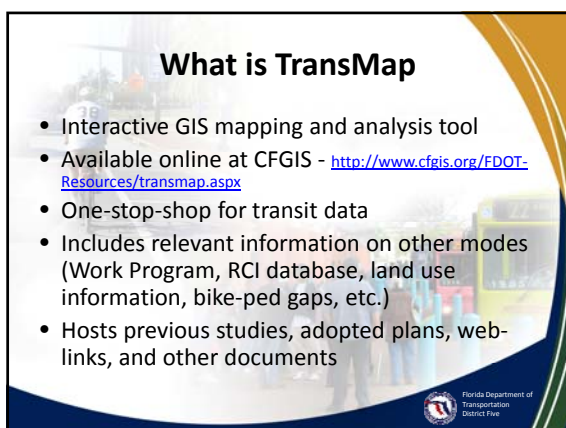 What is TransMap
• Interactive GIS mapping and analysis tool
• Available online at CFGIS - http://www.cfgis.org/FDOT-
Resources/transmap.aspx
• One-stop-shop for transit data
• Includes relevant information on other modes
(Work Program, RCI database, land use
information, bike-ped gaps, etc.)
• Hosts previous studies, adopted plans, web-
links, and other documents
Florida Department of
Transportation
District Five